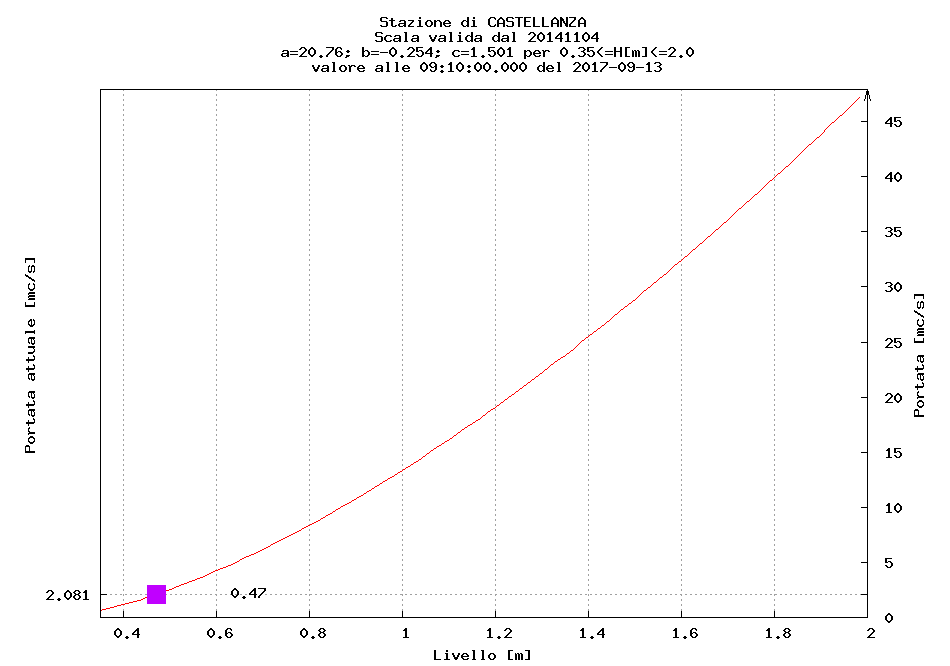 Stazione di CASTELLANZA
Scala valida dal 20141104
a=20.76; b=-0.254; c=1.501 per 0.35<=H[m]<=2.0
valore alle 09:10:00.000 del 2017-09-13
Portata attuale [mc/s]
2.081
0.47
45
40
35
30
25
20
15
10
5
0
Portata [mc/s]
0.4 0.6 0.8 1 1.2 1.4 1.6 1.8 2
Livello [m]